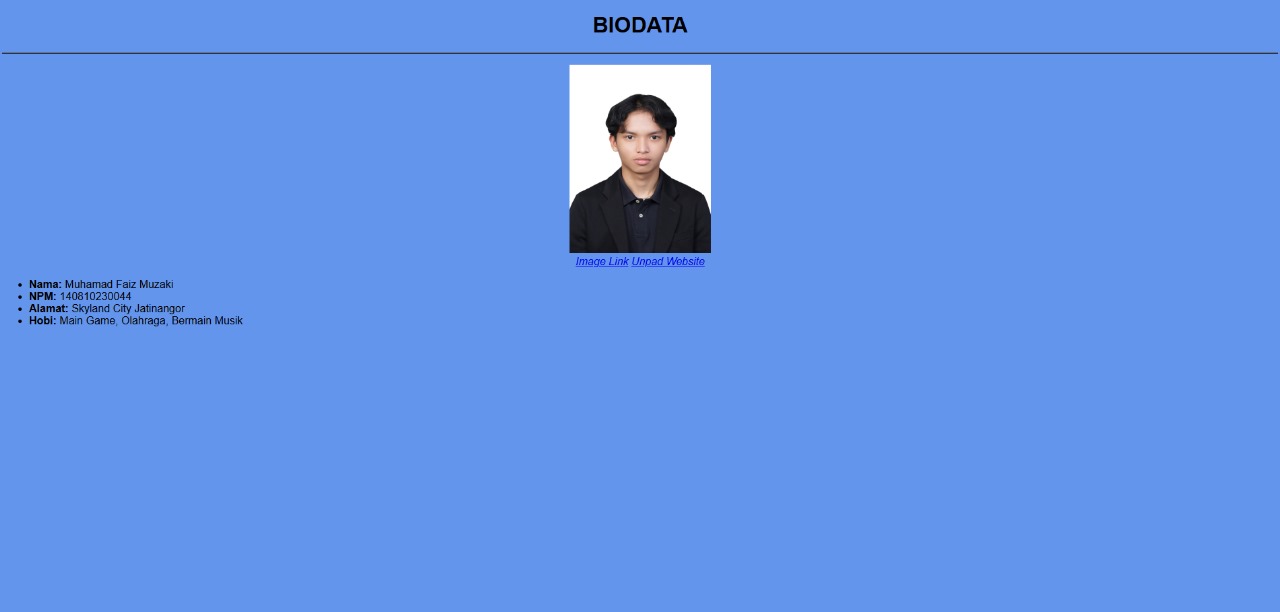 BIODATA
Image Link Unpad Website
Nama: Muhamad Faiz Muzaki
NPM: 140810230044
Alamat: Skyland City Jatinangor
Hobi: Main Game, Olahraga, Bermain Musik